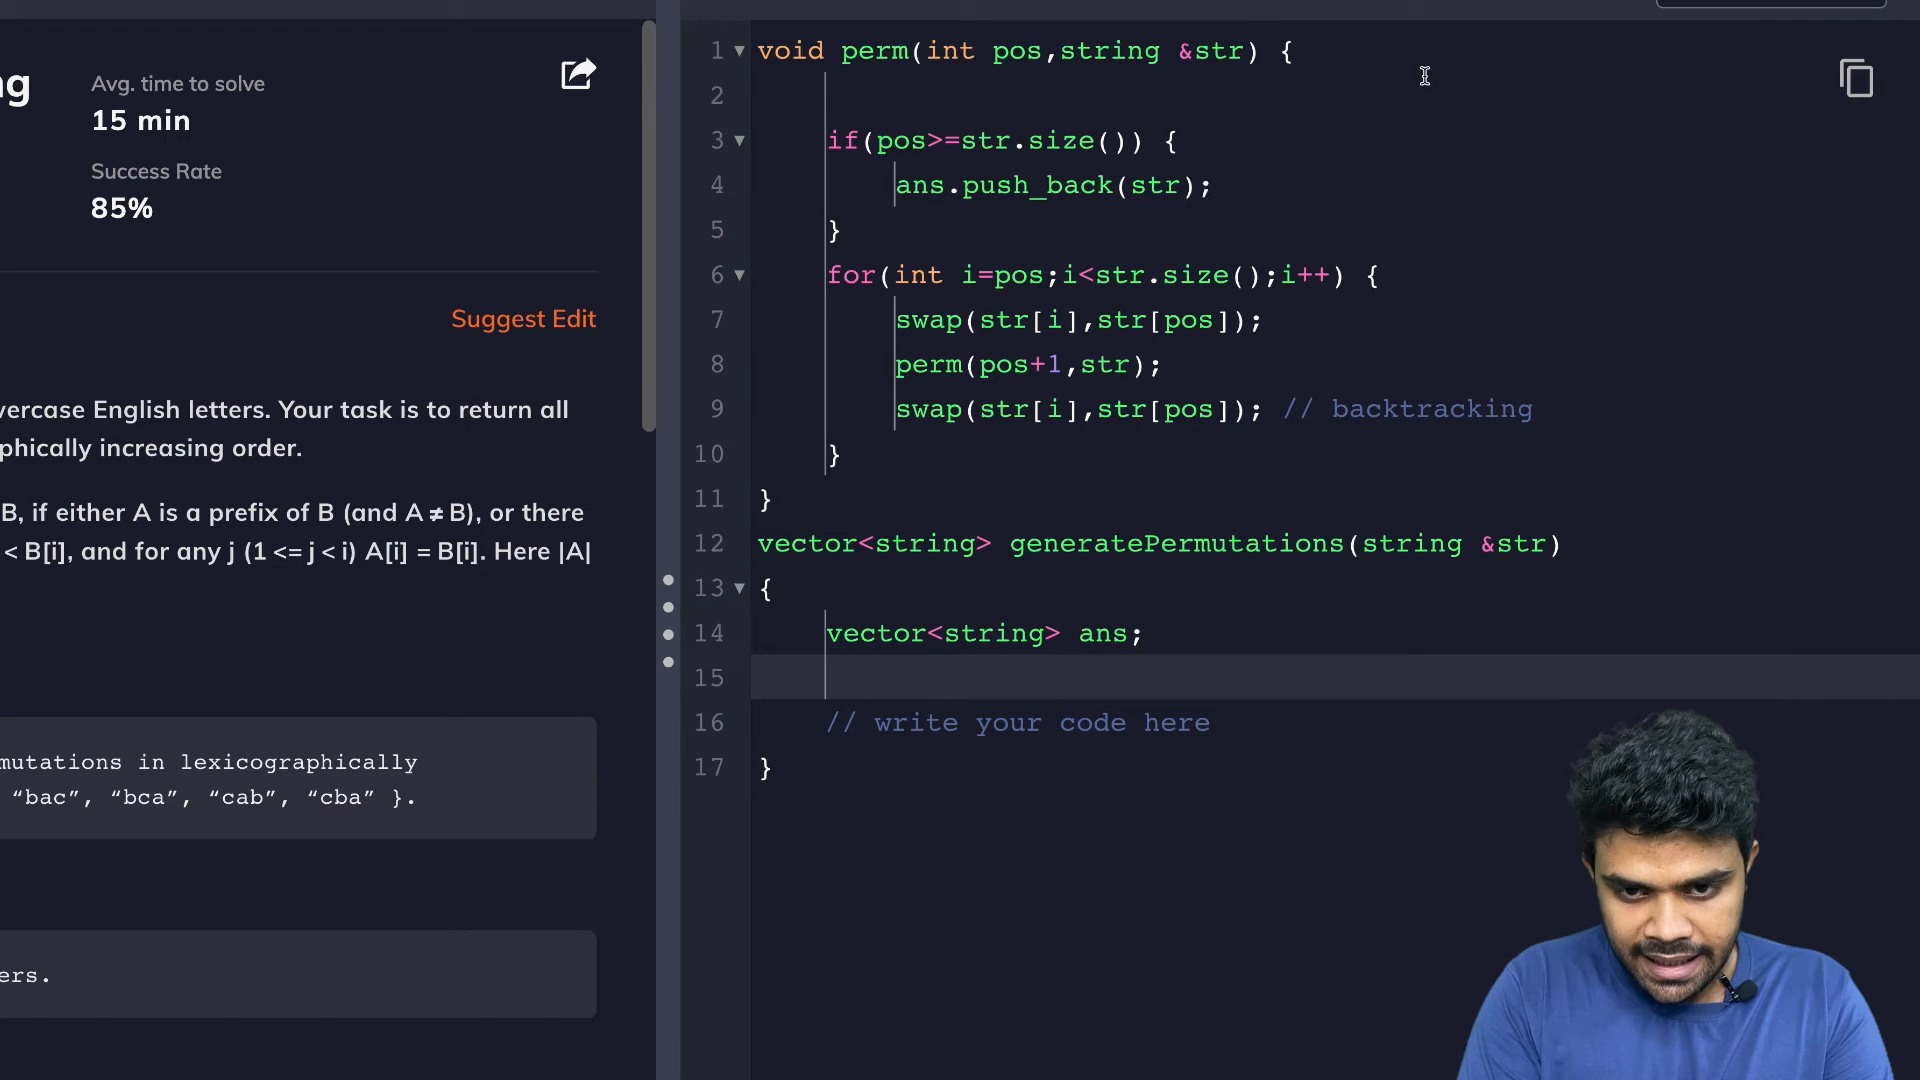 ng
Avg. time to solve
15 min
Success Rate
85%
Suggest Edit
vercase English letters. Your task is to return all
phically increasing order.
B, if either A is a prefix of B (and A ≠ B), or there
< B[i], and for any j (1 <= j < i) A[i] = B[i]. Here |A|
mutations in lexicographically
“bac”, “bca”, “cab”, “cba” }.
ers.
1 void perm(int pos,string &str) {
2
3 if(pos>=str.size()) {
4 ans.push_back(str);
5 }
6 for(int i=pos;i<str.size();i++) {
7 swap(str[i],str[pos]);
8 perm(pos+1,str);
9 swap(str[i],str[pos]); // backtracking
10 }
11 }
12 vector<string> generatePermutations(string &str)
13 {
14 vector<string> ans;
15
16 // write your code here
17 }